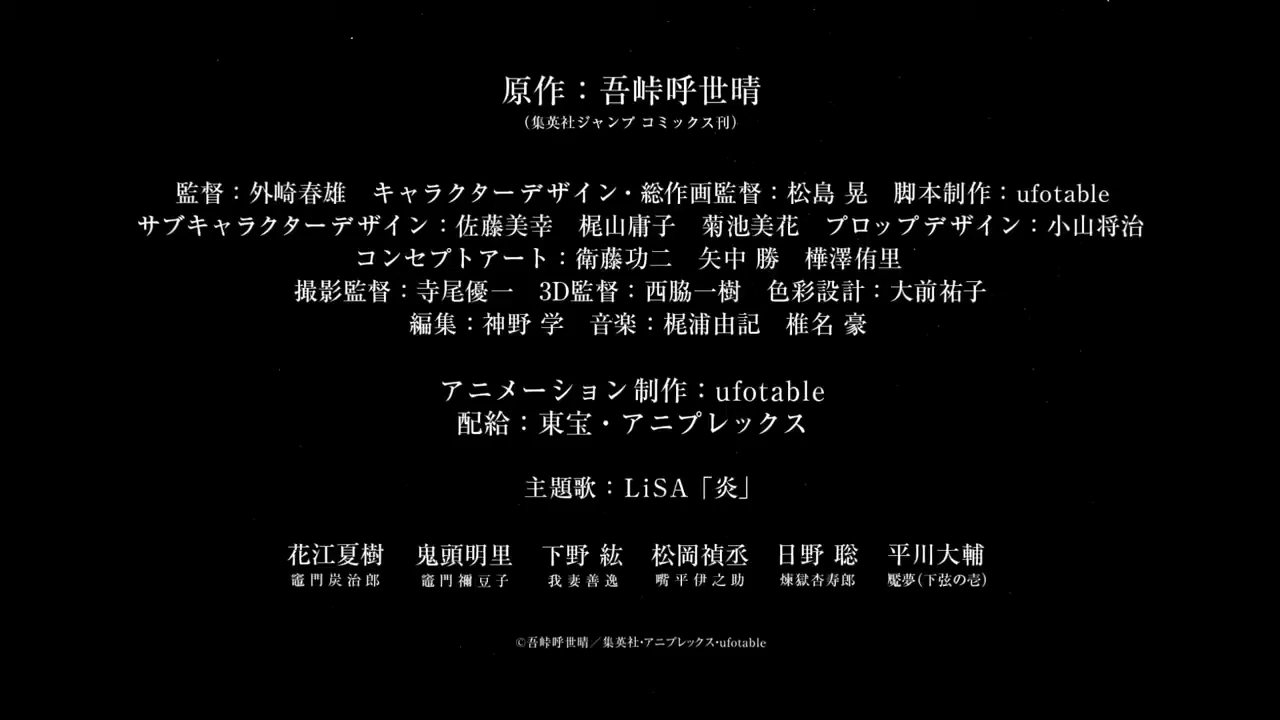 原作：吾峠呼世晴
（集英社ジャンプ コミックス刊）
監督：外崎春雄　キャラクターデザイン・総作画監督：松島 晃　脚本制作：ufotable
サブキャラクターデザイン：佐藤美幸　梶山庸子　菊池美花　プロップデザイン：小山将治
コンセプトアート：衛藤功二　矢中 勝　樺澤侑里
撮影監督：寺尾優一　3D監督：西脇一樹　色彩設計：大前祐子
編集：神野 学　音楽：梶浦由記　椎名 豪
アニメーション制作：ufotable
配給：東宝・アニプレックス
主題歌：LiSA「炎」
花江夏樹　鬼頭明里　下野 紘　松岡禎丞　日野 聡　平川大輔
竈門炭治郎　竈門禰豆子　我妻善逸　嘴平伊之助　煉獄杏寿郎　魘夢(下弦の壱)
©吾峠呼世晴／集英社・アニプレックス・ufotable